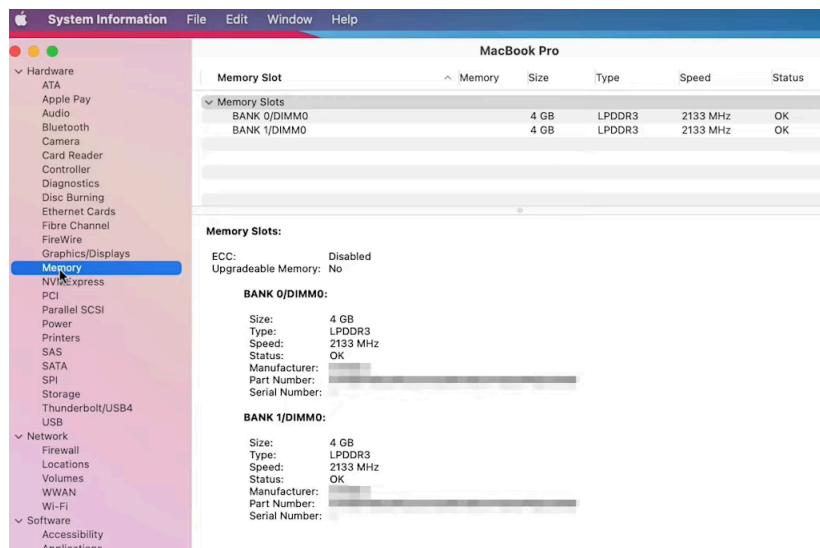 System Information File Edit Window Help
MacBook Pro
Hardware
ATA
Apple Pay
Audio
Bluetooth
Camera
Card Reader
Controller
Diagnostics
Disc Burning
Ethernet Cards
Fibre Channel
FireWire
Graphics/Displays
Memory
NVMExpress
PCI
Parallel SCSI
Power
Printers
SAS
SATA
SPI
Storage
Thunderbolt/USB4
USB
Network
Firewall
Locations
Volumes
WWAN
Wi-Fi
Software
Accessibility
Applications
Memory Slot Memory Size Type Speed Status
Memory Slots
BANK 0/DIMM0 4 GB LPDDR3 2133 MHz OK
BANK 1/DIMM0 4 GB LPDDR3 2133 MHz OK
Memory Slots:
ECC: Disabled
Upgradeable Memory: No
BANK 0/DIMM0:
Size: 4 GB
Type: LPDDR3
Speed: 2133 MHz
Status: OK
Manufacturer:
Part Number:
Serial Number:
BANK 1/DIMM0:
Size: 4 GB
Type: LPDDR3
Speed: 2133 MHz
Status: OK
Manufacturer:
Part Number:
Serial Number: